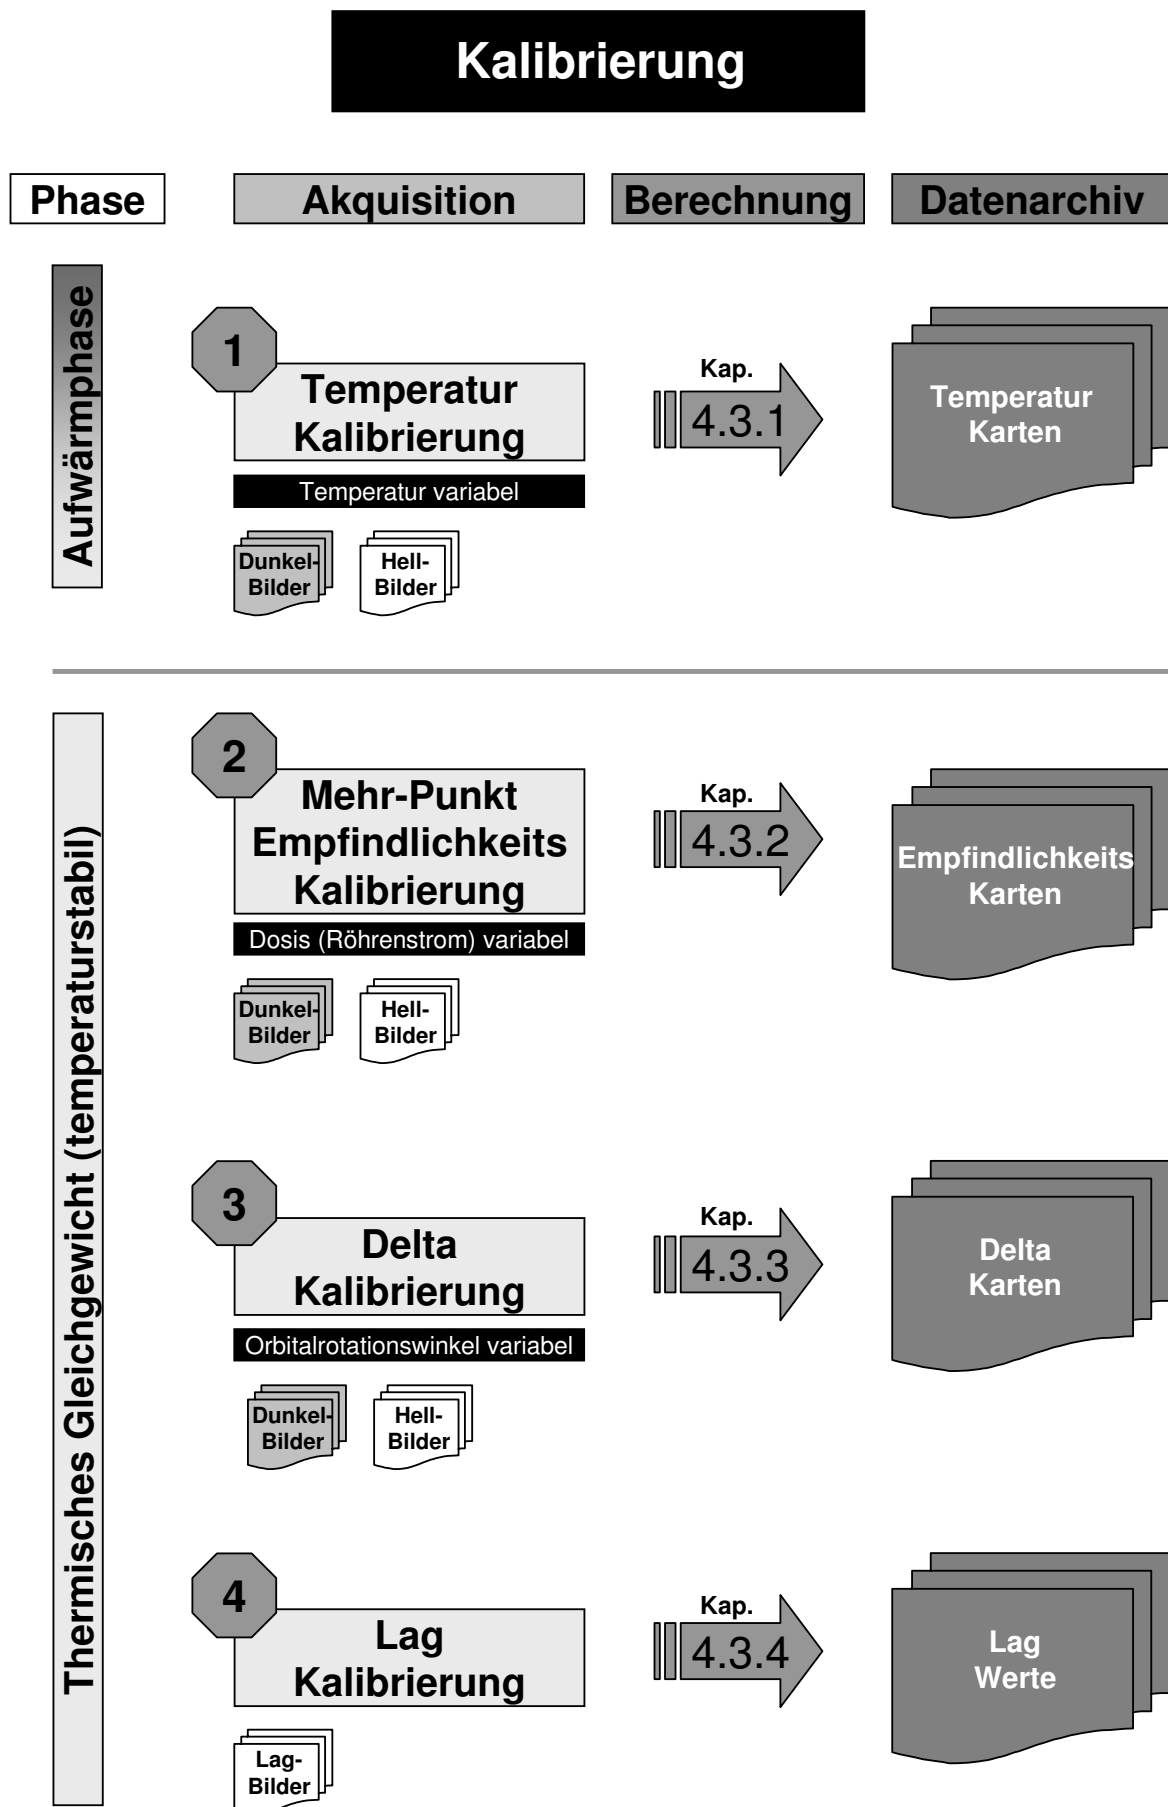 Kalibrierung
Phase
Akquisition
Berechnung
Datenarchiv
Aufwärmphase
1
Temperatur
Kalibrierung
Temperatur variabel
Dunkel-
Bilder
Hell-
Bilder
Kap.
4.3.1
Temperatur
Karten
Thermisches Gleichgewicht (temperaturstabil)
2
Mehr-Punkt
Empfindlichkeits
Kalibrierung
Dosis (Röhrenstrom) variabel
Dunkel-
Bilder
Hell-
Bilder
Kap.
4.3.2
Empfindlichkeits
Karten
3
Delta
Kalibrierung
Orbitalrotationswinkel variabel
Dunkel-
Bilder
Hell-
Bilder
Kap.
4.3.3
Delta
Karten
4
Lag
Kalibrierung
Lag-
Bilder
Kap.
4.3.4
Lag
Werte